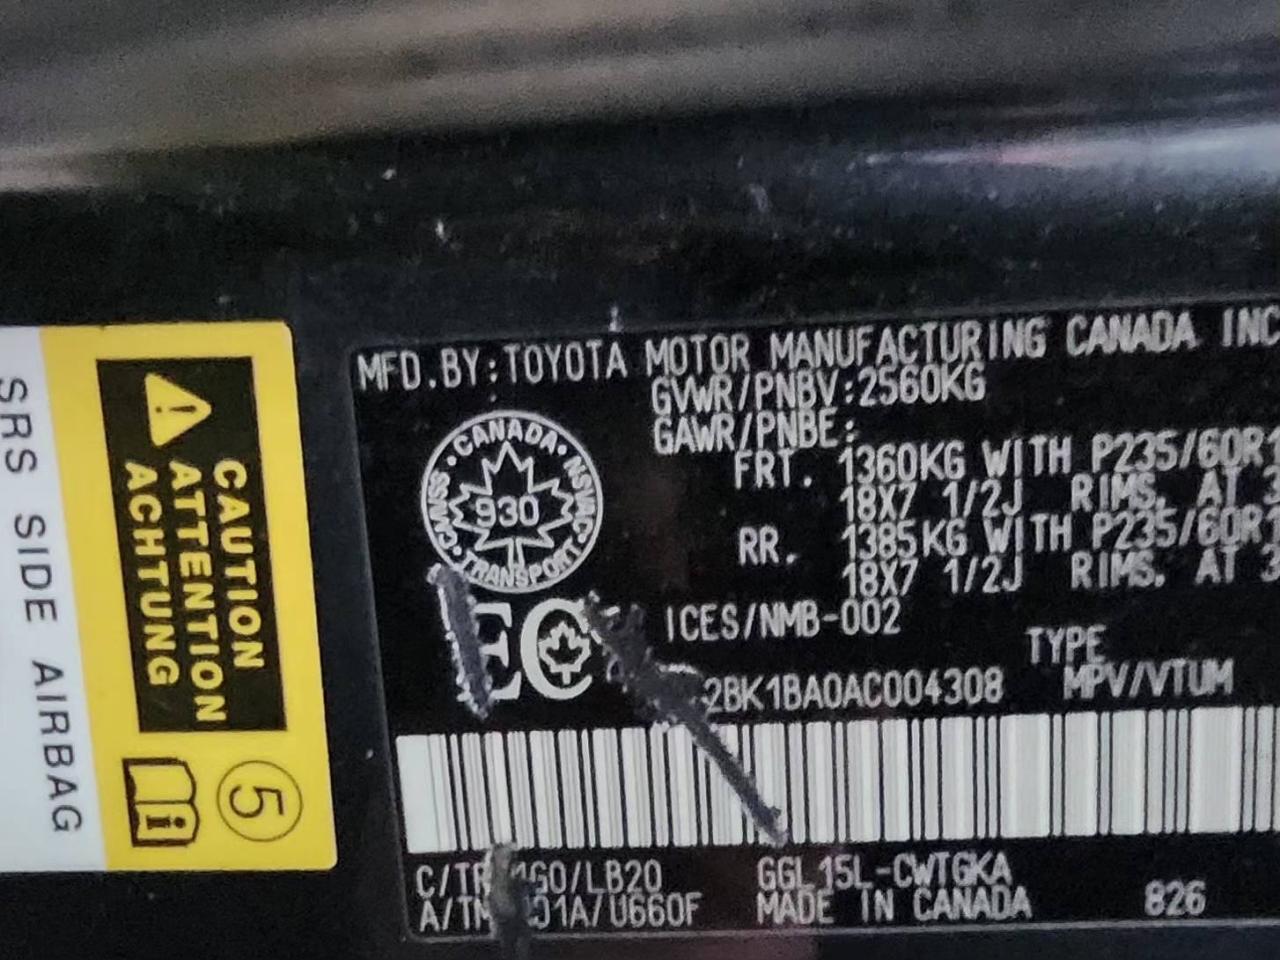 SRS SIDE AIRBAG
CAUTION
ATTENTION
ACHTUNG
5
MFD.BY:TOYOTA MOTOR MANUFACTURING CANADA INC
GVWR/PNBV:2560KG
GAWR/PNBE:
FRT. 1360KG WITH P235/60R1
18X7 1/2J RIMS, AT 3
RR. 1385KG WITH P235/60R1
18X7 1/2J RIMS, AT 3
CANADA · NSVAC · TRANSPORT · CMVSS ·
930
EC
ICES/NMB-002
TYPE
2BK1BA0AC004308 MPV/VTUM
C/TR 1G0/LB20 GGL15L-CWTGKA
A/TM 01A/U660F MADE IN CANADA 826